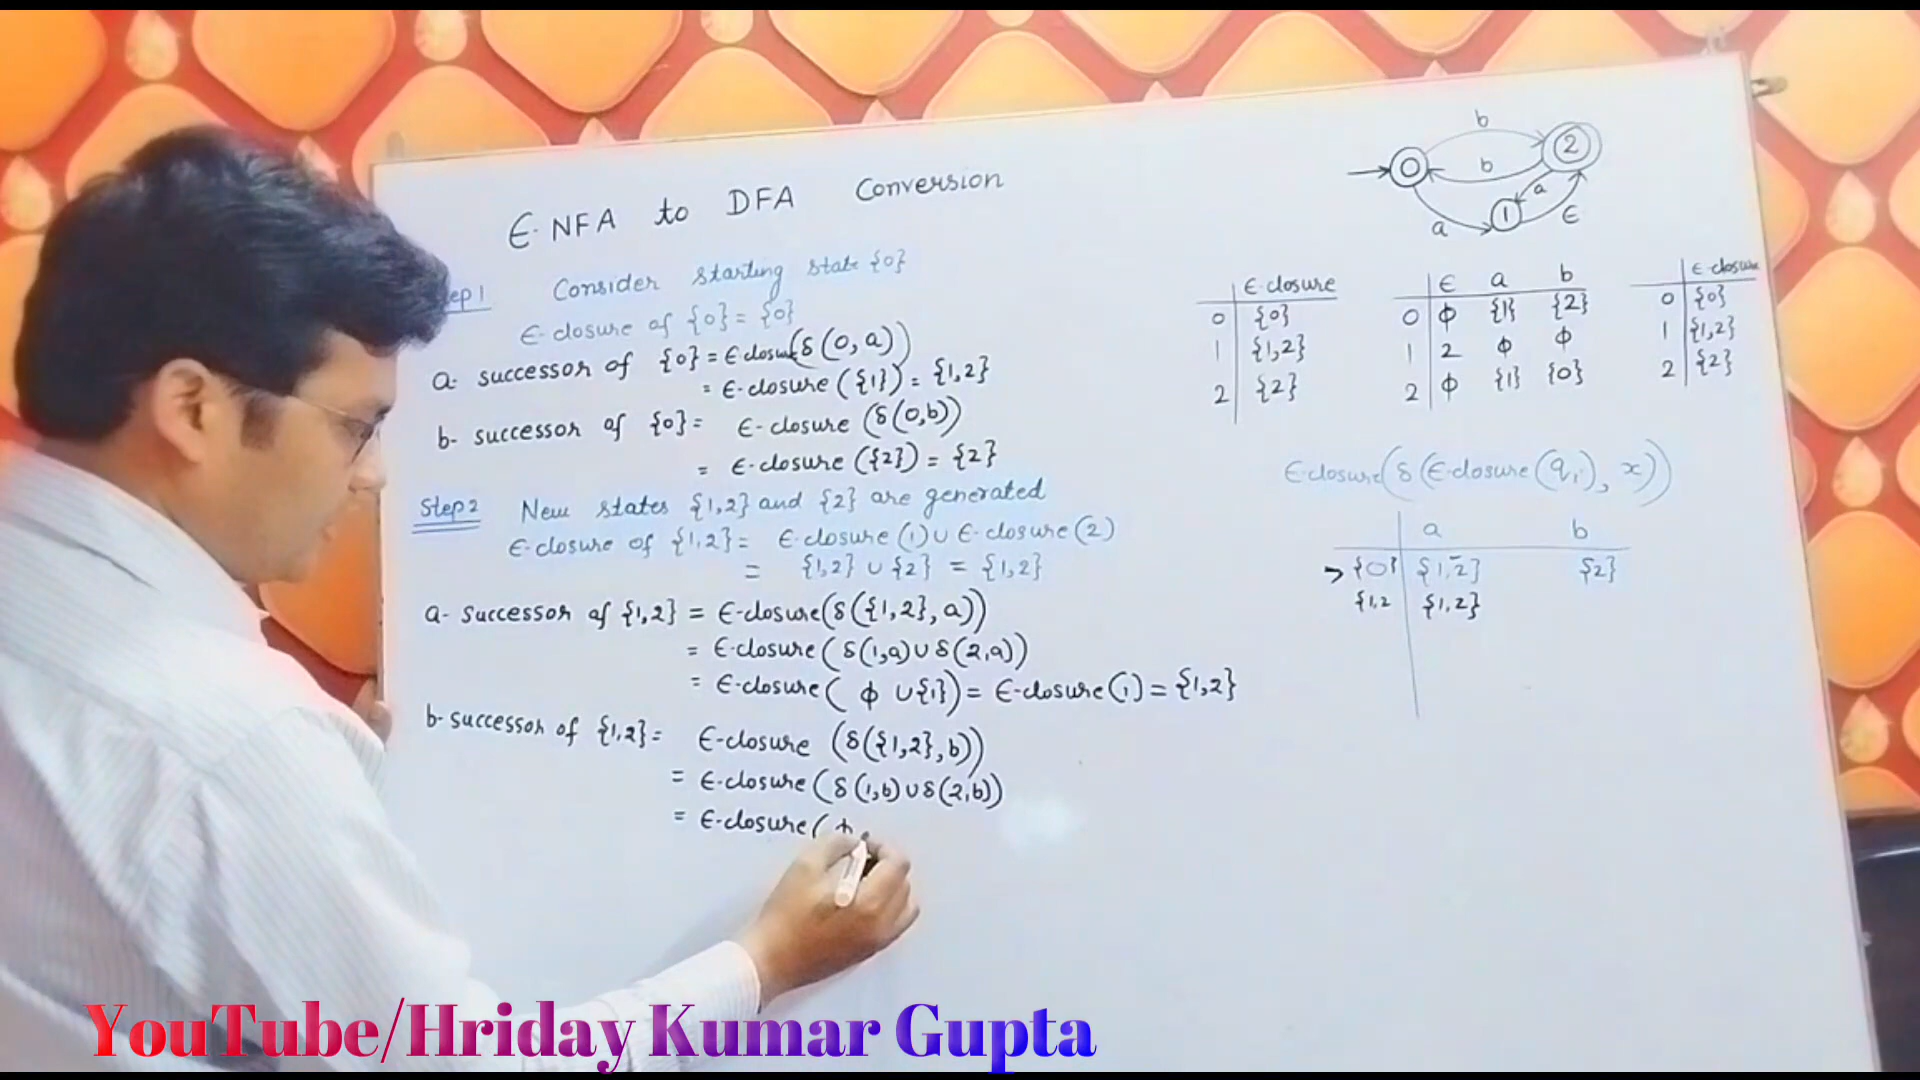 ϵ-NFA to DFA Conversion
Step 1 Consider starting state {0}
ϵ-closure of {0} = {0}
a- successor of {0} = ϵ-closure(δ(0,a))
= ϵ-closure({1}) = {1,2}
b- successor of {0} = ϵ-closure (δ(0,b))
= ϵ-closure ({2}) = {2}
Step 2 New states {1,2} and {2} are generated
ϵ-closure of {1,2} = ϵ-closure(1) ∪ ϵ-closure(2)
= {1,2} ∪ {2} = {1,2}
a- successor of {1,2} = ϵ-closure(δ({1,2},a))
= ϵ-closure(δ(1,a)∪δ(2,a))
= ϵ-closure( ϕ ∪{1}) = ϵ-closure(1) = {1,2}
b- successor of {1,2} = ϵ-closure (δ({1,2},b))
= ϵ-closure(δ(1,b)∪δ(2,b))
= ϵ-closure(
b
0 b 2
a
a 1 ϵ
ϵ-closure
0 {0}
1 {1,2}
2 {2}
ϵ a b
0 ϕ {1} {2}
1 2 ϕ ϕ
2 ϕ {1} {0}
ϵ-closure
0 {0}
1 {1,2}
2 {2}
ϵ-closure(δ(ϵ-closure(qi), x))
a b
→ {0} {1,2} {2}
{1,2 {1,2}
YouTube/Hriday Kumar Gupta